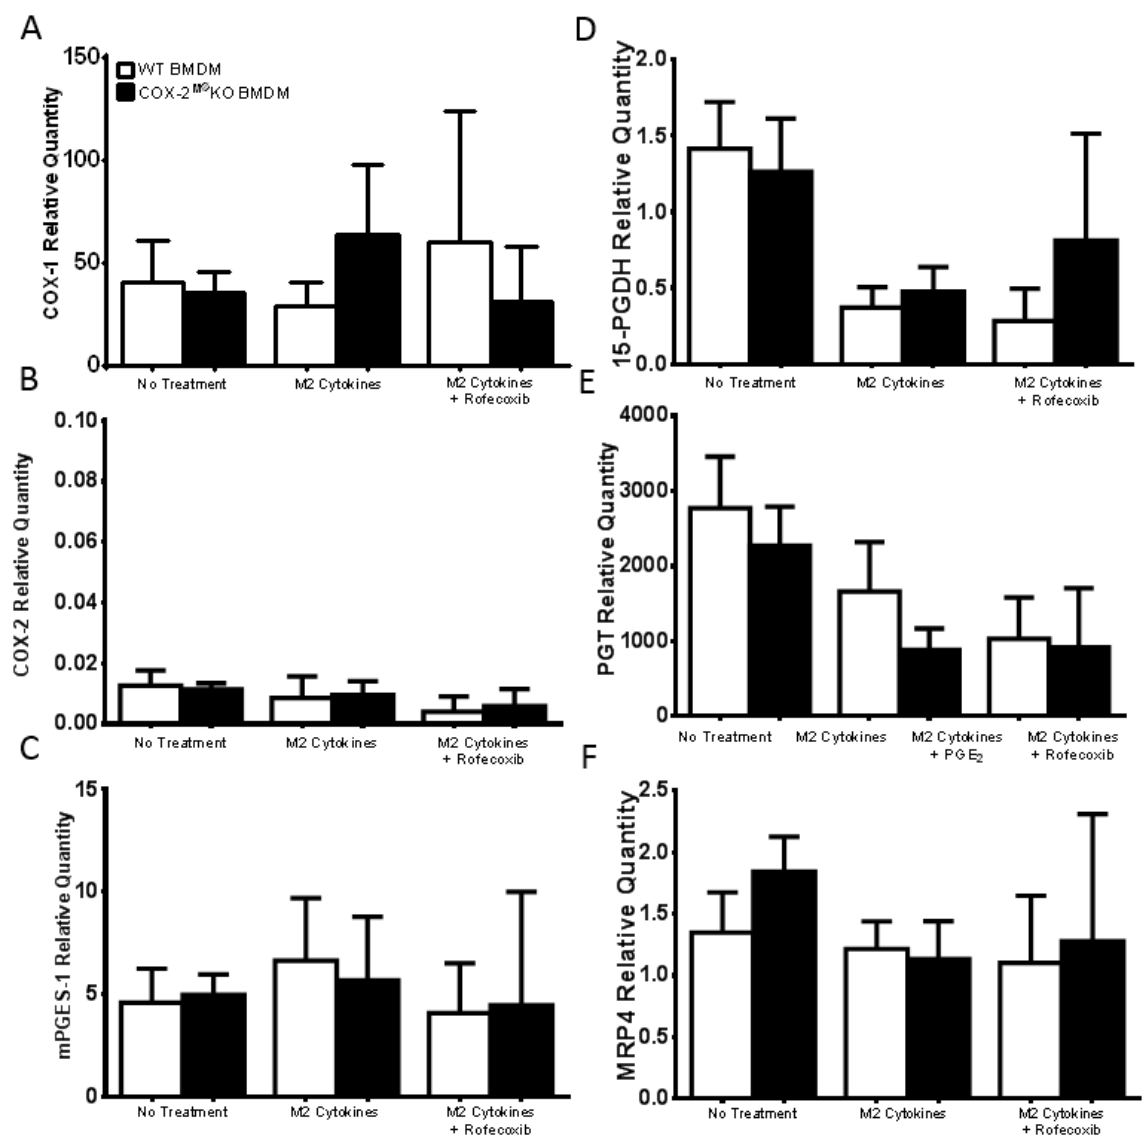 A
COX-1 Relative Quantity
150
100
50
0
WT BMDM
COX-2MØKO BMDM
No Treatment
M2 Cytokines
M2 Cytokines
+ Rofecoxib
B
COX-2 Relative Quantity
0.10
0.08
0.06
0.04
0.02
0.00
No Treatment
M2 Cytokines
M2 Cytokines
+ Rofecoxib
C
mPGES-1 Relative Quantity
15
10
5
0
No Treatment
M2 Cytokines
M2 Cytokines
+ Rofecoxib
D
15-PGDH Relative Quantity
2.0
1.5
1.0
0.5
0.0
No Treatment
M2 Cytokines
M2 Cytokines
+ Rofecoxib
E
PGT Relative Quantity
4000
3000
2000
1000
0
No Treatment
M2 Cytokines
M2 Cytokines
+ PGE₂
M2 Cytokines
+ Rofecoxib
F
MRP4 Relative Quantity
2.5
2.0
1.5
1.0
0.5
0.0
No Treatment
M2 Cytokines
M2 Cytokines
+ Rofecoxib